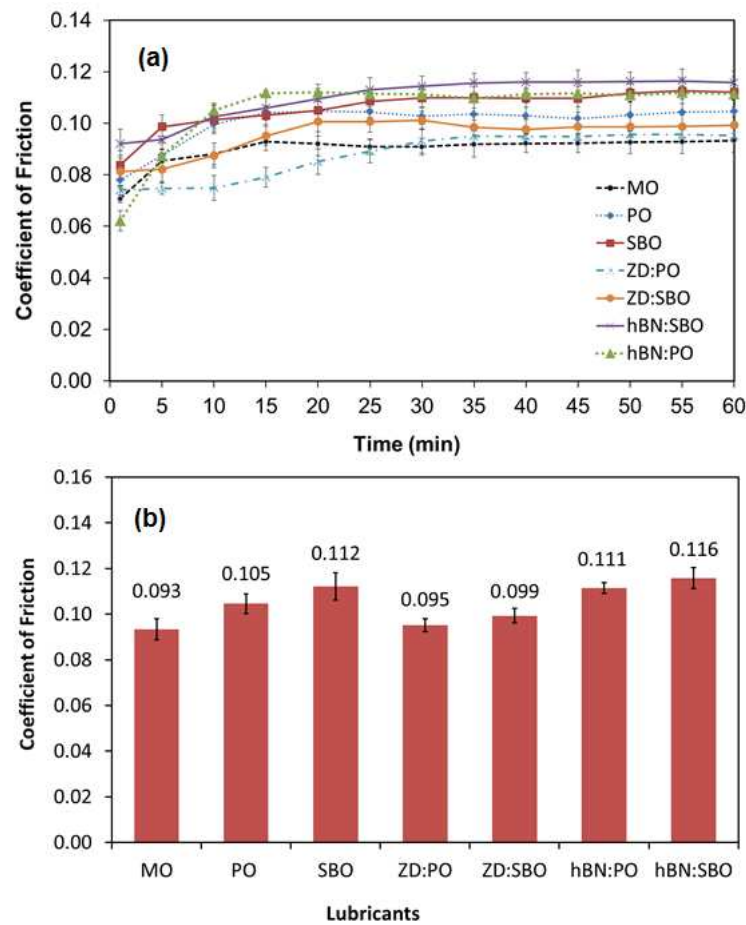 0.14
0.12
0.10
0.08
0.06
0.04
0.02
0.00
Coefficient of Friction
(a)
MO
PO
SBO
ZD:PO
ZD:SBO
hBN:SBO
hBN:PO
0 5 10 15 20 25 30 35 40 45 50 55 60
Time (min)
0.16
0.14
0.12
0.10
0.08
0.06
0.04
0.02
0.00
Coefficient of Friction
(b)
0.093 0.105 0.112 0.095 0.099 0.111 0.116
MO PO SBO ZD:PO ZD:SBO hBN:PO hBN:SBO
Lubricants